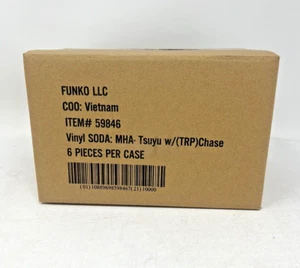 FUNKO LLC
COO: Vietnam
ITEM# 59846
Vinyl SODA: MHA- Tsuyu w/(TRP)Chase
6 PIECES PER CASE